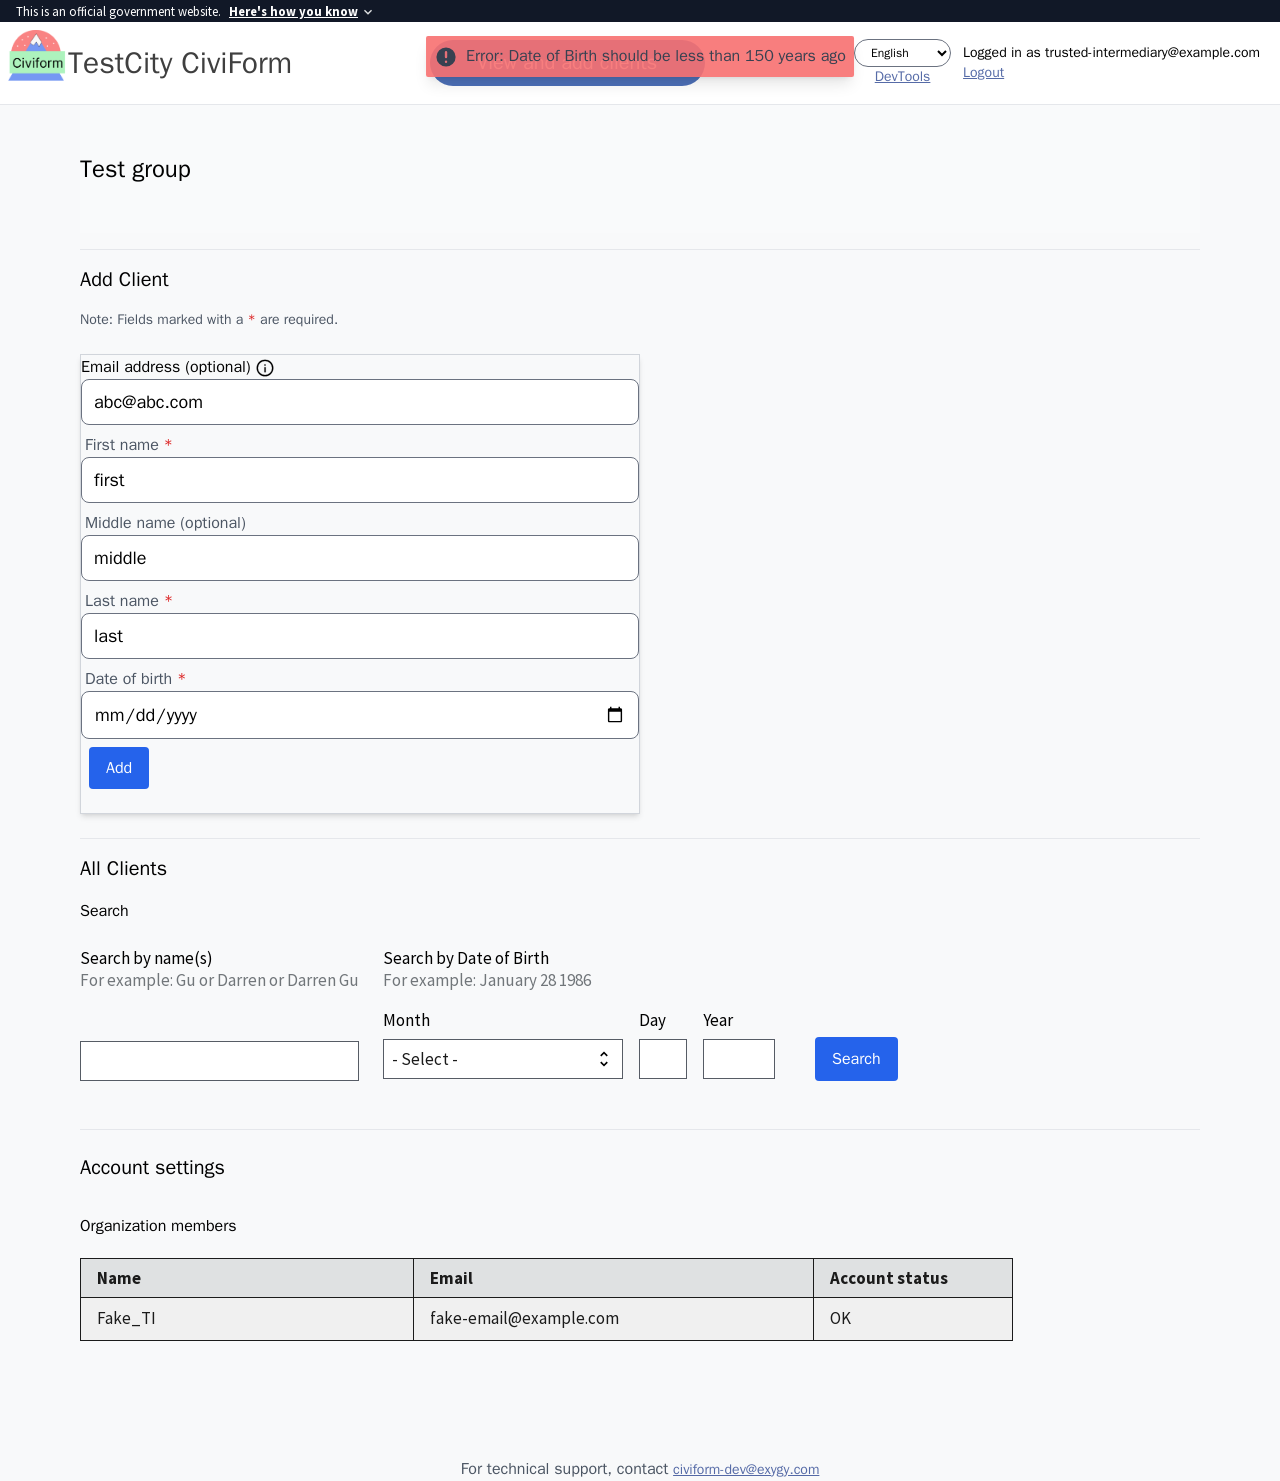 This is an official government website. Here's how you know
Civiform
TestCity CiviForm
View and add clients
Error: Date of Birth should be less than 150 years ago
English
DevTools
Logged in as trusted-intermediary@example.com
Logout
Test group
Add Client
Note: Fields marked with a * are required.
Email address (optional)
abc@abc.com
First name *
first
Middle name (optional)
middle
Last name *
last
Date of birth *
mm/dd/yyyy
Add
All Clients
Search
Search by name(s)
For example: Gu or Darren or Darren Gu
Search by Date of Birth
For example: January 28 1986
Month
Day
Year
- Select -
Search
Account settings
Organization members
Name Email Account status
Fake_TI fake-email@example.com OK
For technical support, contact civiform-dev@exygy.com